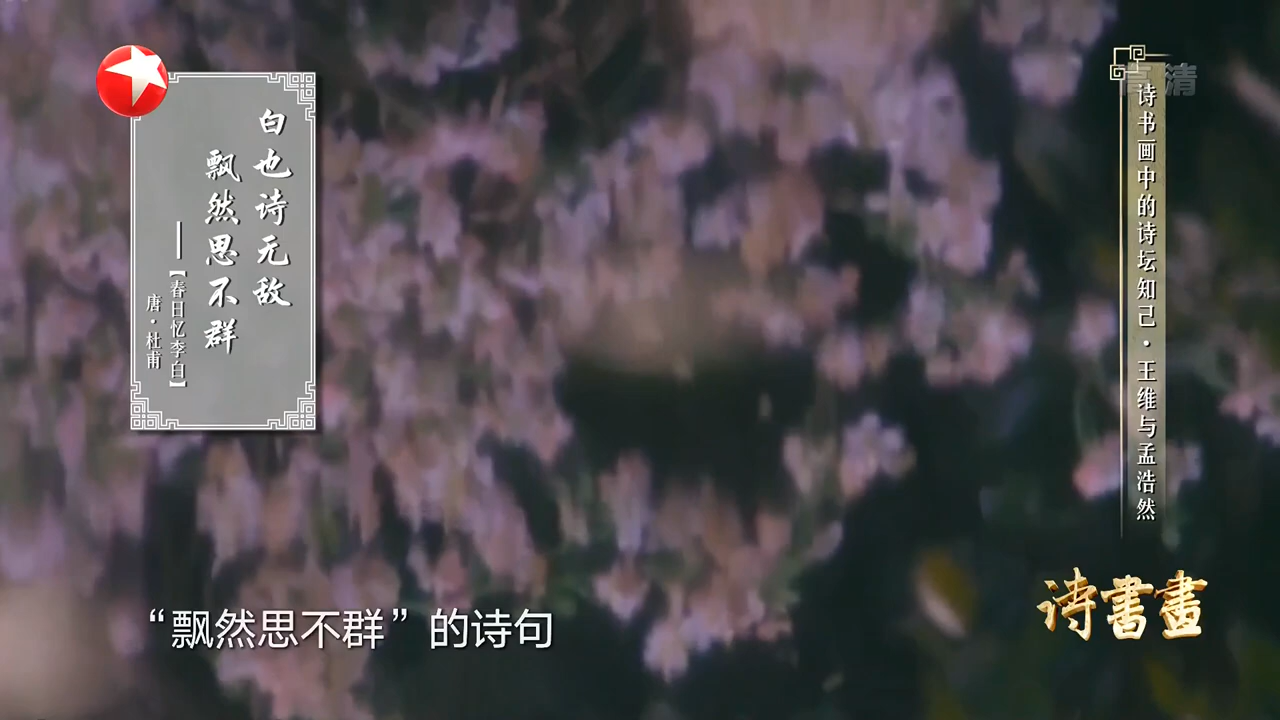 白也诗无敌
飘然思不群
——【春日忆李白】
唐·杜甫
高清
诗书画中的诗坛知己·王维与孟浩然
诗書畫
“飘然思不群”的诗句